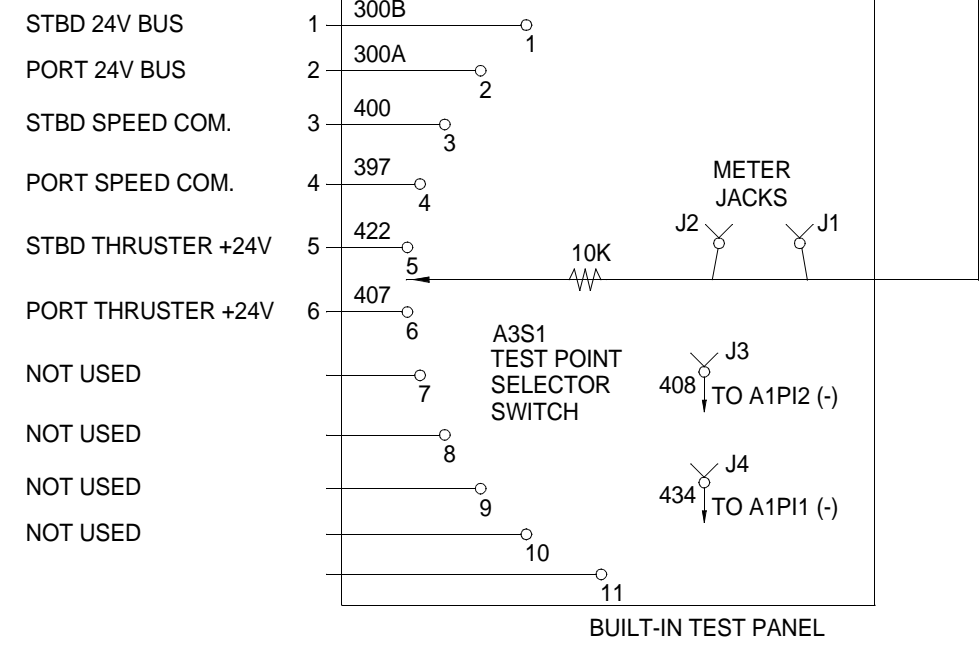 STBD 24V BUS 1 300B 1
PORT 24V BUS 2 300A 2
STBD SPEED COM. 3 400 3
PORT SPEED COM. 4 397 4
STBD THRUSTER +24V 5 422 5
PORT THRUSTER +24V 6 407 6
NOT USED 7
NOT USED 8
NOT USED 9
NOT USED 10
11
METER
JACKS
J2 J1
10K
A3S1
TEST POINT
SELECTOR
SWITCH
J3
408 TO A1PI2 (-)
J4
434 TO A1PI1 (-)
BUILT-IN TEST PANEL